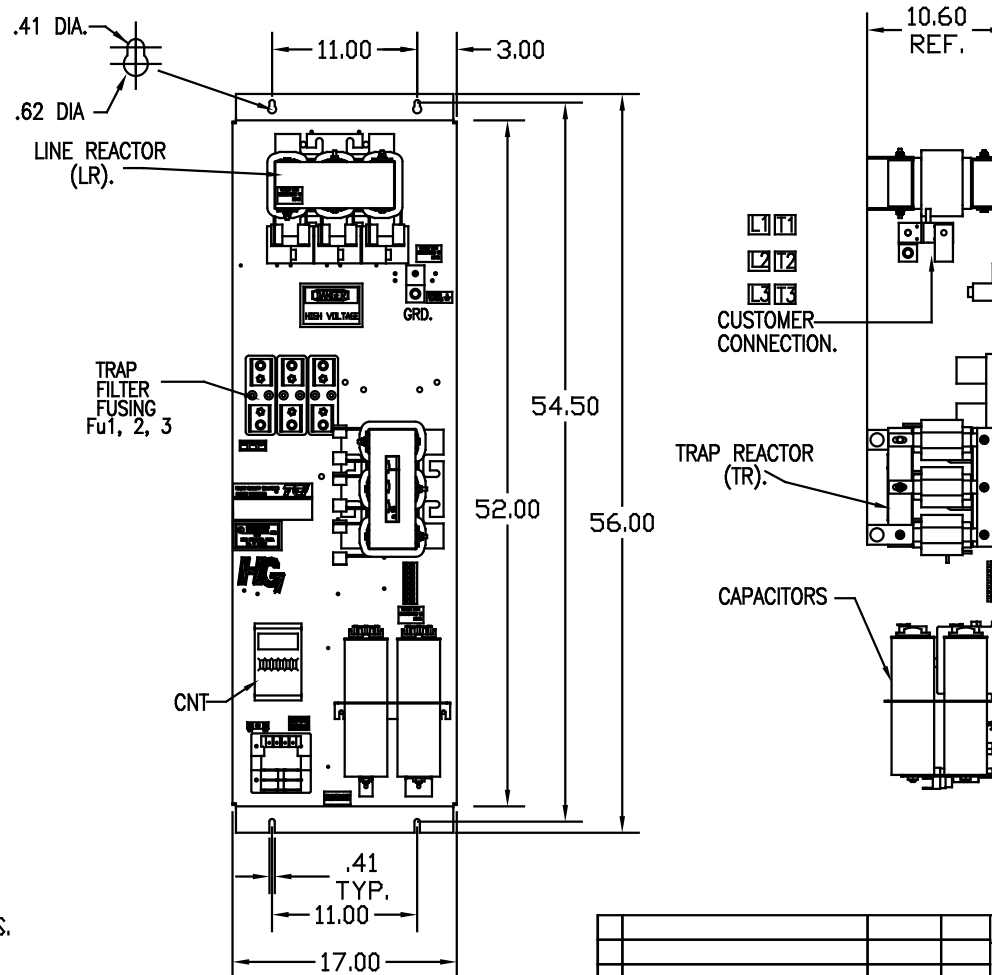 .41 DIA.
.62 DIA
11.00
3.00
10.60
REF.
LINE REACTOR
(LR).
L1 T1
L2 T2
L3 T3
CUSTOMER
CONNECTION.
DANGER
HIGH VOLTAGE
GRD.
TRAP
FILTER
FUSING
Fu1, 2, 3
54.50
52.00
56.00
TRAP REACTOR
(TR).
HG7
CAPACITORS
CNT
.41
TYP.
11.00
17.00
S.